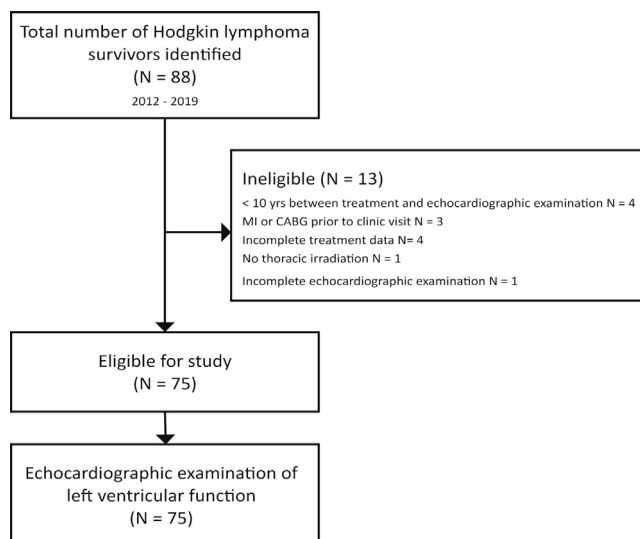 Total number of Hodgkin lymphoma
survivors identified
(N = 88)
2012 - 2019
Ineligible (N = 13)
< 10 yrs between treatment and echocardiographic examination N = 4
MI or CABG prior to clinic visit N = 3
Incomplete treatment data N= 4
No thoracic irradiation N = 1
Incomplete echocardiographic examination N = 1
Eligible for study
(N = 75)
Echocardiographic examination of
left ventricular function
(N = 75)